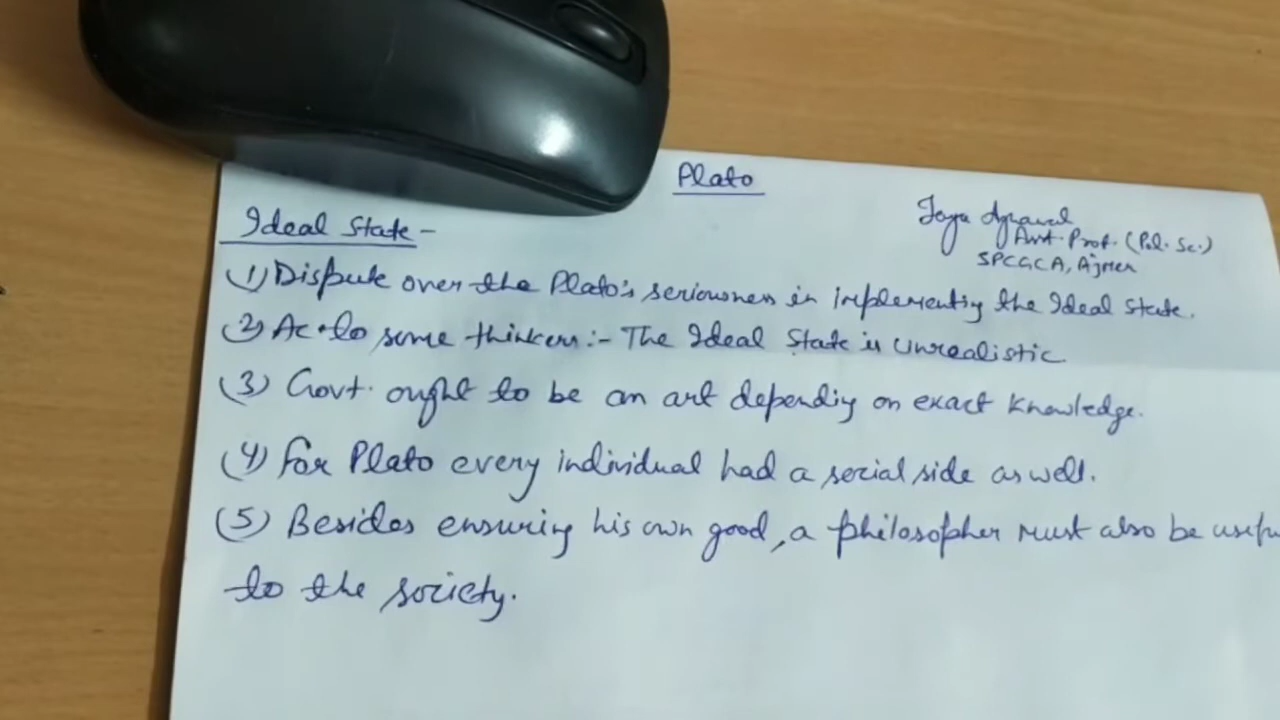 Plato
Jaya Agrawal
Asst. Prof. (Pol. Sc.)
SPCGCA, Ajmer
Ideal State -
(1) Dispute over the Plato's seriousness in implementing the Ideal State.
(2) Ac. to some thinkers :- The Ideal State is Unrealistic
(3) Govt. ought to be an art depending on exact knowledge.
(4) For Plato every individual had a social side as well.
(5) Besides ensuring his own good, a philosopher must also be
to the society.